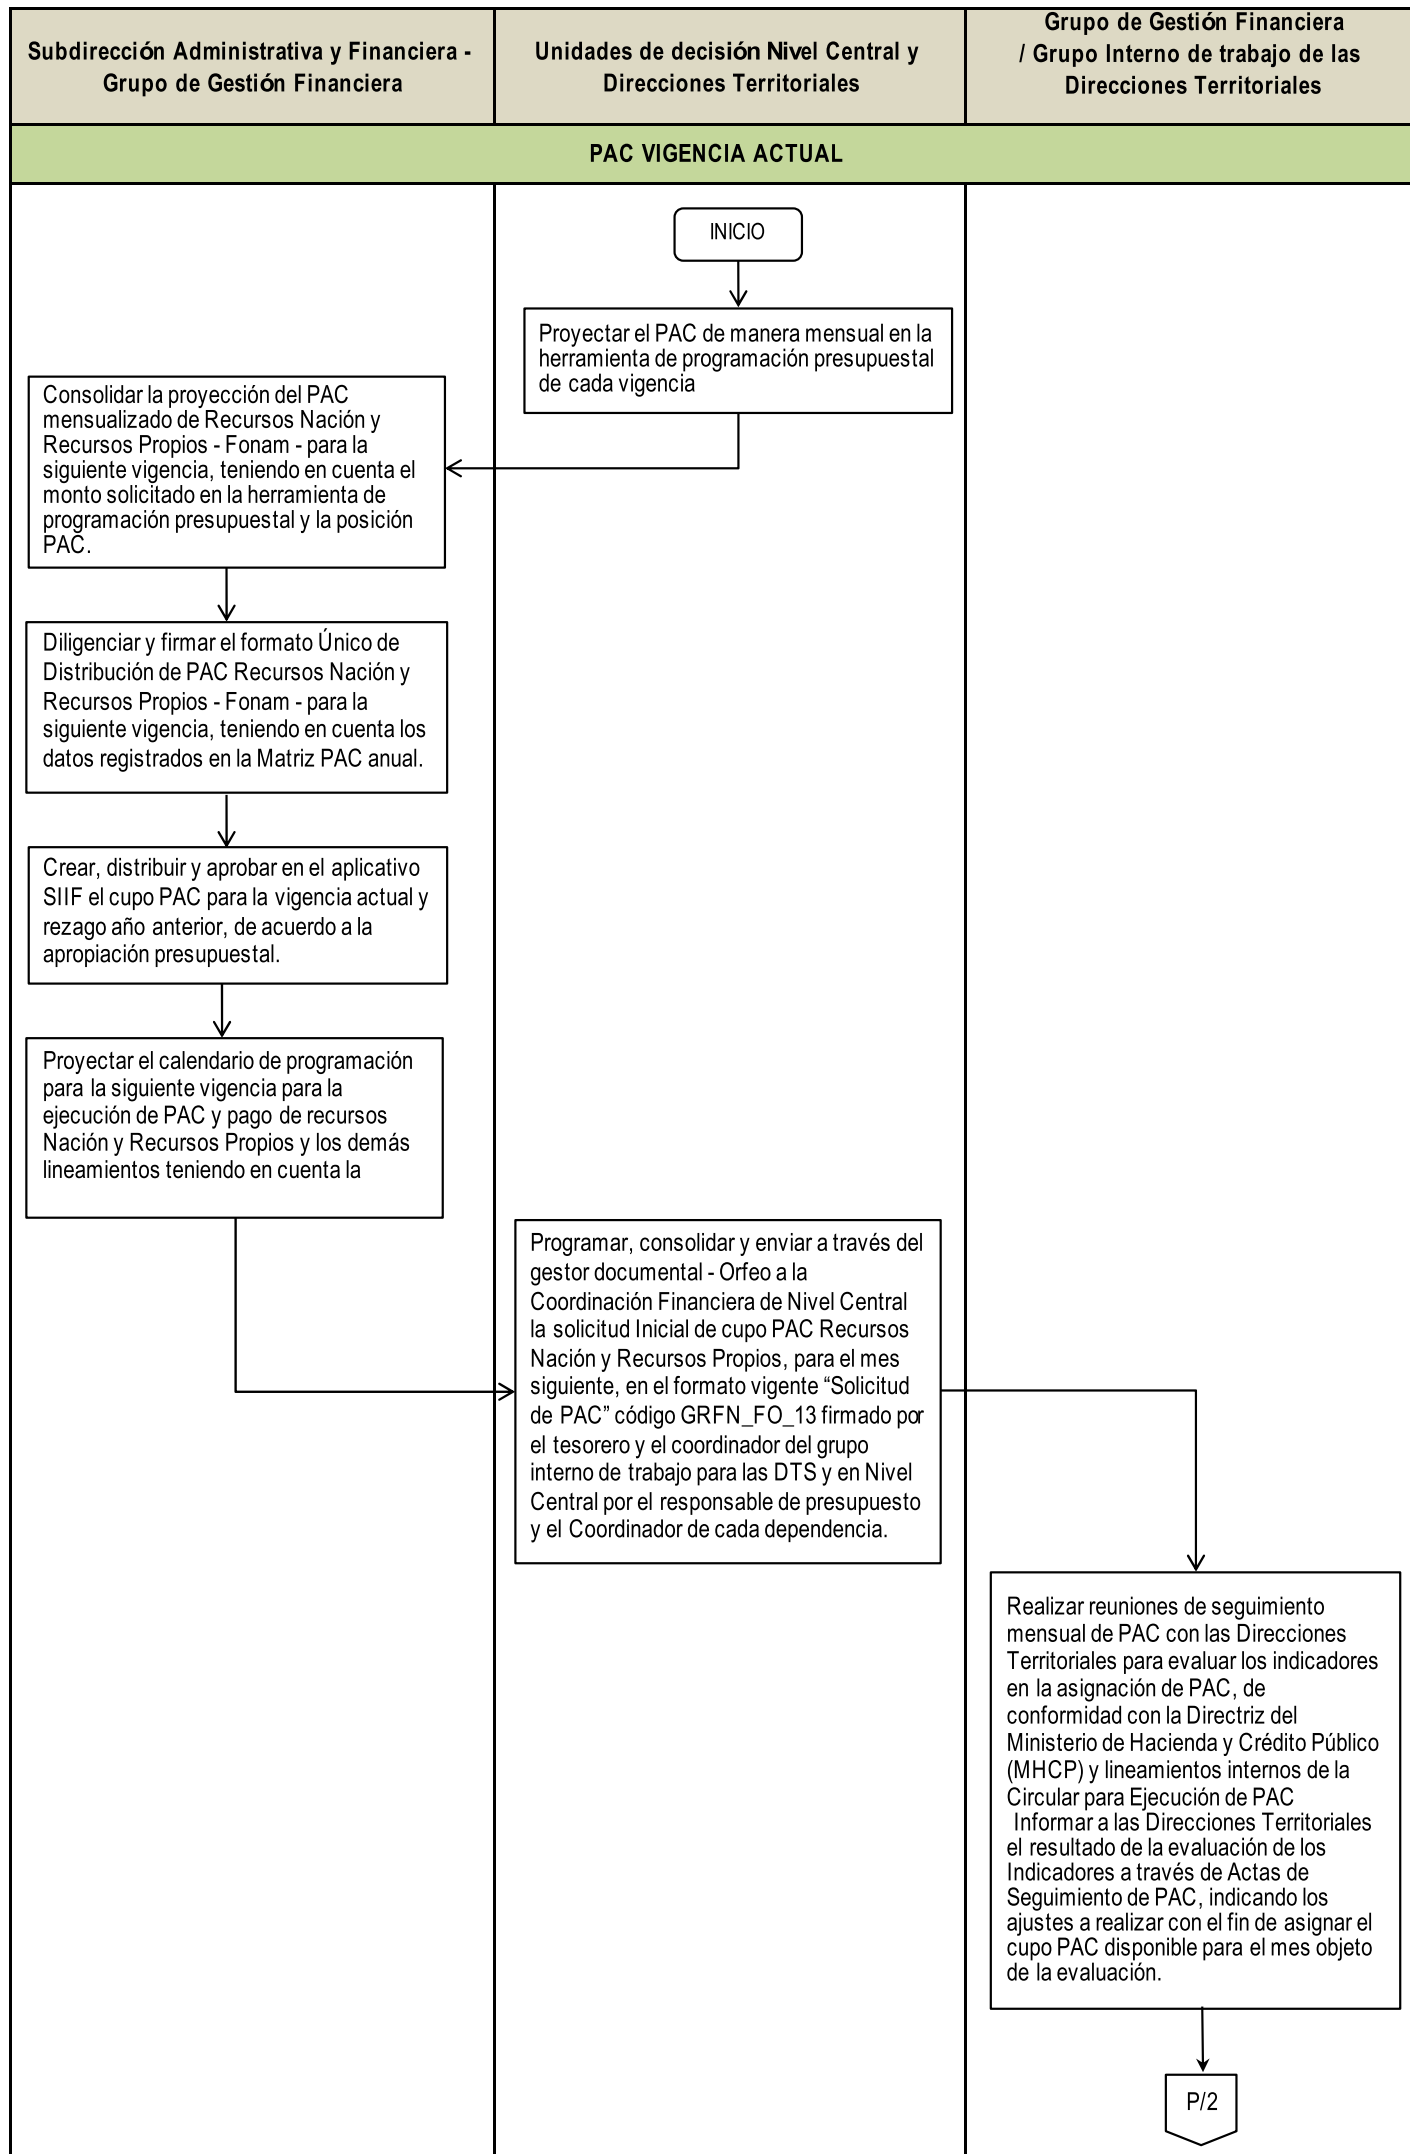 Subdirección Administrativa y Financiera -
Grupo de Gestión Financiera
Unidades de decisión Nivel Central y
Direcciones Territoriales
Grupo de Gestión Financiera
/ Grupo Interno de trabajo de las
Direcciones Territoriales
PAC VIGENCIA ACTUAL
INICIO
Proyectar el PAC de manera mensual en la
herramienta de programación presupuestal
de cada vigencia
Consolidar la proyección del PAC
mensualizado de Recursos Nación y
Recursos Propios - Fonam - para la
siguiente vigencia, teniendo en cuenta el
monto solicitado en la herramienta de
programación presupuestal y la posición
PAC.
Diligenciar y firmar el formato Único de
Distribución de PAC Recursos Nación y
Recursos Propios - Fonam - para la
siguiente vigencia, teniendo en cuenta los
datos registrados en la Matriz PAC anual.
Crear, distribuir y aprobar en el aplicativo
SIIF el cupo PAC para la vigencia actual y
rezago año anterior, de acuerdo a la
apropiación presupuestal.
Proyectar el calendario de programación
para la siguiente vigencia para la
ejecución de PAC y pago de recursos
Nación y Recursos Propios y los demás
lineamientos teniendo en cuenta la
Programar, consolidar y enviar a través del
gestor documental - Orfeo a la
Coordinación Financiera de Nivel Central
la solicitud Inicial de cupo PAC Recursos
Nación y Recursos Propios, para el mes
siguiente, en el formato vigente “Solicitud
de PAC” código GRFN_FO_13 firmado por
el tesorero y el coordinador del grupo
interno de trabajo para las DTS y en Nivel
Central por el responsable de presupuesto
y el Coordinador de cada dependencia.
Realizar reuniones de seguimiento
mensual de PAC con las Direcciones
Territoriales para evaluar los indicadores
en la asignación de PAC, de
conformidad con la Directriz del
Ministerio de Hacienda y Crédito Público
(MHCP) y lineamientos internos de la
Circular para Ejecución de PAC
Informar a las Direcciones Territoriales
el resultado de la evaluación de los
Indicadores a través de Actas de
Seguimiento de PAC, indicando los
ajustes a realizar con el fin de asignar el
cupo PAC disponible para el mes objeto
de la evaluación.
P/2